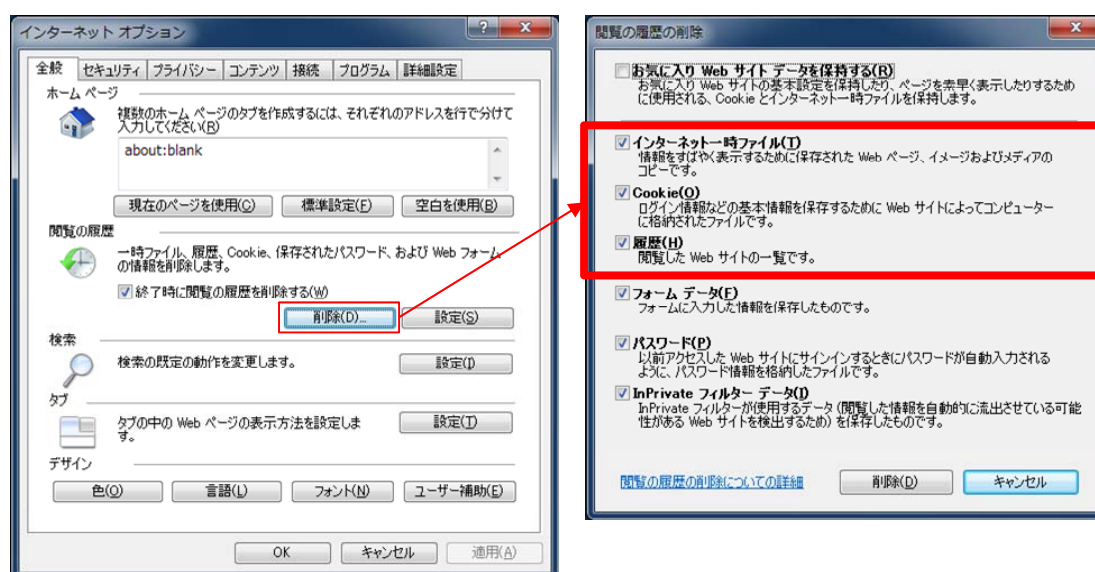 インターネット オプション
全般 セキュリティ プライバシー コンテンツ 接続 プログラム 詳細設定
ホーム ページ
複数のホーム ページのタブを作成するには、それぞれのアドレスを行で分けて
入力してください(R)
about:blank
現在のページを使用(C) 標準設定(F) 空白を使用(B)
閲覧の履歴
一時ファイル、履歴、Cookie、保存されたパスワード、および Web フォーム
の情報を削除します。
終了時に閲覧の履歴を削除する(W)
削除(D)... 設定(S)
検索
検索の既定の動作を変更します。 設定(I)
タブ
タブの中の Web ページの表示方法を設定しま
す。
設定(T)
デザイン
色(O) 言語(L) フォント(N) ユーザー補助(E)
OK キャンセル 適用(A)
閲覧の履歴の削除
お気に入り Web サイト データを保持する(R)
お気に入り Web サイトの基本設定を保持したり、ページを素早く表示したりするため
に使用される、Cookie とインターネット一時ファイルを保持します。
インターネット一時ファイル(T)
情報をすばやく表示するために保存された Web ページ、イメージおよびメディアの
コピーです。
Cookie(O)
ログイン情報などの基本情報を保存するために Web サイトによってコンピューター
に格納されたファイルです。
履歴(H)
閲覧した Web サイトの一覧です。
フォーム データ(F)
フォームに入力した情報を保存したものです。
パスワード(P)
以前アクセスした Web サイトにサインインするときにパスワードが自動入力される
ように、パスワード情報を格納したファイルです。
InPrivate フィルター データ(I)
InPrivate フィルターが使用するデータ (閲覧した情報を自動的に流出させている可能
性がある Web サイトを検出するため) を保存したものです。
閲覧の履歴の削除についての詳細 削除(D) キャンセル